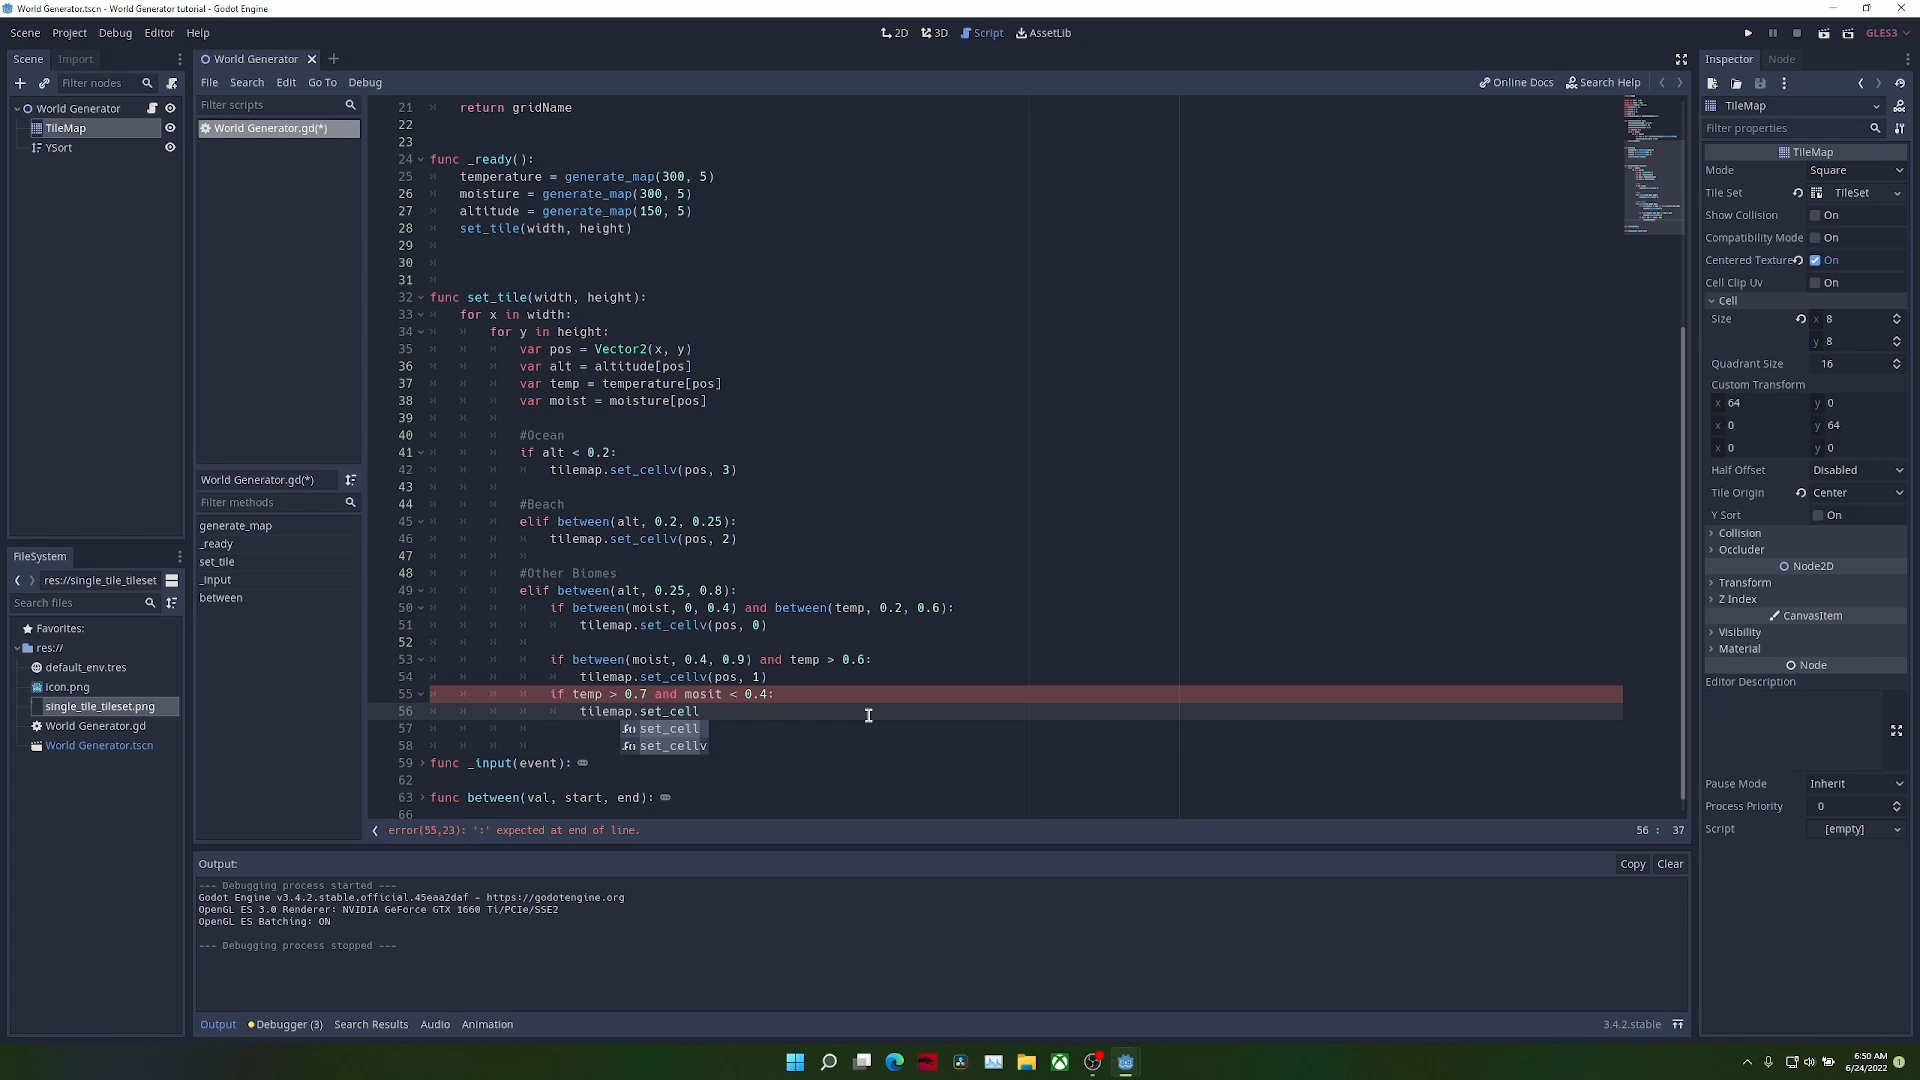 World Generator.tscn - World Generator tutorial - Godot Engine
Scene Project Debug Editor Help
2D 3D Script AssetLib
GLES3
Scene Import
Filter nodes
World Generator
TileMap
YSort
World Generator
File Search Edit Go To Debug
Online Docs Search Help
Filter scripts
World Generator.gd(*)
World Generator.gd(*)
Filter methods
generate_map
_ready
set_tile
_input
between
21 return gridName
22
23
24 func _ready():
25 temperature = generate_map(300, 5)
26 moisture = generate_map(300, 5)
27 altitude = generate_map(150, 5)
28 set_tile(width, height)
29
30
31
32 func set_tile(width, height):
33 for x in width:
34 for y in height:
35 var pos = Vector2(x, y)
36 var alt = altitude[pos]
37 var temp = temperature[pos]
38 var moist = moisture[pos]
39
40 #Ocean
41 if alt < 0.2:
42 tilemap.set_cellv(pos, 3)
43
44 #Beach
45 elif between(alt, 0.2, 0.25):
46 tilemap.set_cellv(pos, 2)
47
48 #Other Biomes
49 elif between(alt, 0.25, 0.8):
50 if between(moist, 0, 0.4) and between(temp, 0.2, 0.6):
51 tilemap.set_cellv(pos, 0)
52
53 if between(moist, 0.4, 0.9) and temp > 0.6:
54 tilemap.set_cellv(pos, 1)
55 if temp > 0.7 and mosit < 0.4:
56 tilemap.set_cell
57 set_cell
58 set_cellv
59 func _input(event):
62
63 func between(val, start, end):
66
error(55,23): ':' expected at end of line.
56 : 37
FileSystem
res://single_tile_tileset
Search files
Favorites:
res://
default_env.tres
icon.png
single_tile_tileset.png
World Generator.gd
World Generator.tscn
Output:
Copy Clear
--- Debugging process started ---
Godot Engine v3.4.2.stable.official.45eaa2daf - https://godotengine.org
OpenGL ES 3.0 Renderer: NVIDIA GeForce GTX 1660 Ti/PCIe/SSE2
OpenGL ES Batching: ON
--- Debugging process stopped ---
Output Debugger (3) Search Results Audio Animation
3.4.2.stable
Inspector Node
TileMap
Filter properties
TileMap
Mode Square
Tile Set TileSet
Show Collision On
Compatibility Mode On
Centered Texture On
Cell Clip Uv On
Cell
Size x 8
y 8
Quadrant Size 16
Custom Transform
x 64 y 0
x 0 y 64
x 0 y 0
Half Offset Disabled
Tile Origin Center
Y Sort On
Collision
Occluder
Node2D
Transform
Z Index
CanvasItem
Visibility
Material
Node
Editor Description
Pause Mode Inherit
Process Priority 0
Script [empty]
6:50 AM
6/24/2022
1